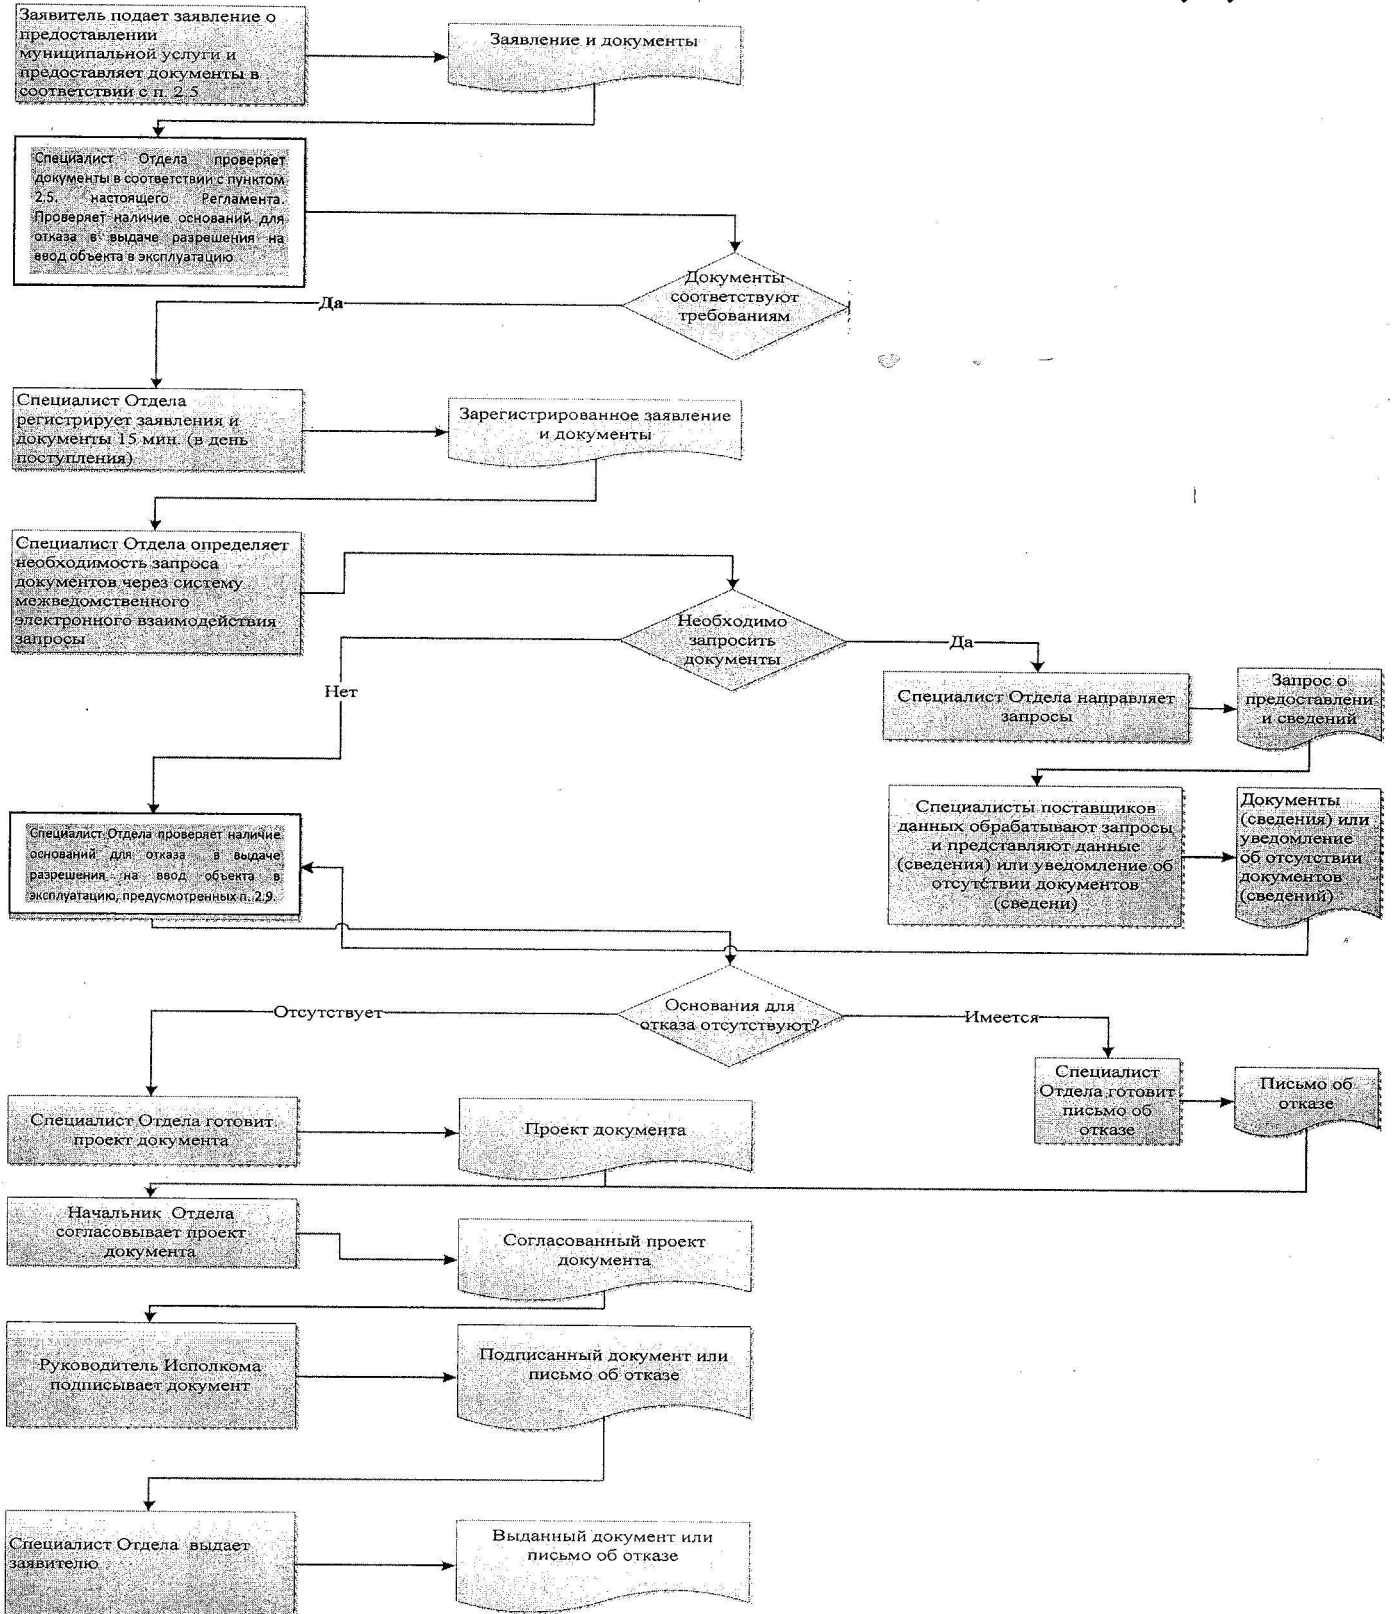 Заявитель подает заявление о
предоставлении
муниципальной услуги и
предоставляет документы в
соответствии с п. 2.5
Заявление и документы
Специалист Отдела проверяет
документы в соответствии с пунктом
2.5. настоящего Регламента.
Проверяет наличие оснований для
отказа в выдаче разрешения на
ввод объекта в эксплуатацию
Документы
соответствуют
требованиям
Да
Специалист Отдела
регистрирует заявления и
документы 15 мин. (в день
поступления)
Зарегистрированное заявление
и документы
Специалист Отдела определяет
необходимость запроса
документов через систему
межведомственного
электронного взаимодействия
запросы
Необходимо
запросить
документы
Да
Нет
Специалист Отдела направляет
запросы
Запрос о
предоставлени
и сведений
Специалисты поставщиков
данных обрабатывают запросы
и представляют данные
(сведения) или уведомление об
отсутствии документов
(сведени)
Документы
(сведения) или
уведомление
об отсутствии
документов
(сведений)
Специалист Отдела проверяет наличие
оснований для отказа в выдаче
разрешения на ввод объекта в
эксплуатацию, предусмотренных п. 2.9.
Основания для
отказа отсутствуют?
Отсутствует
Имеется
Специалист
Отдела готовит
письмо об
отказе
Письмо об
отказе
Специалист Отдела готовит
проект документа
Проект документа
Начальник Отдела
согласовывает проект
документа
Согласованный проект
документа
Руководитель Исполкома
подписывает документ
Подписанный документ или
письмо об отказе
Специалист Отдела выдает
заявителю
Выданный документ или
письмо об отказе